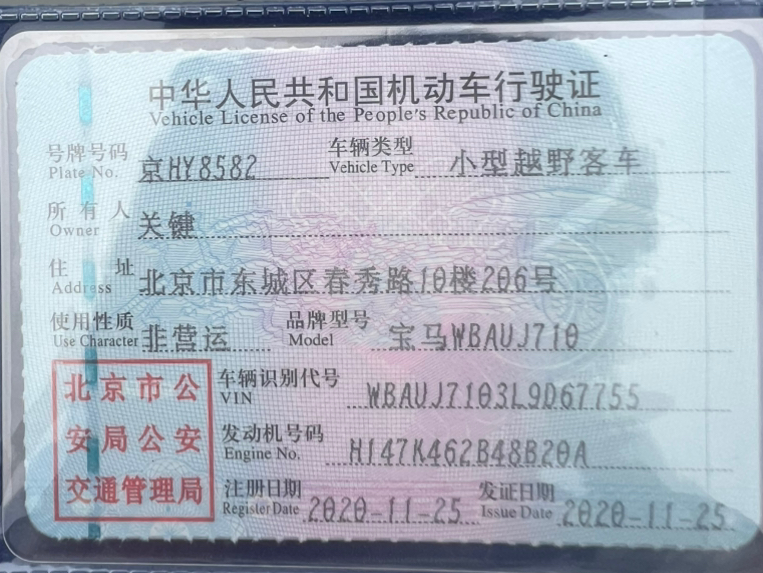 中华人民共和国机动车行驶证
Vehicle License of the People's Republic of China
号牌号码 京HY8582 车辆类型 小型越野客车
Plate No. Vehicle Type
所有人 关键
Owner
住址 北京市东城区春秀路10楼206号
Address
使用性质 非营运 品牌型号 宝马WBAUJ710
Use Character Model
北京市公
安局公安
交通管理局
车辆识别代号 WBAUJ7103L9D67755
VIN
发动机号码 H147K462B48B20A
Engine No.
注册日期 2020-11-25 发证日期 2020-11-25
Register Date Issue Date